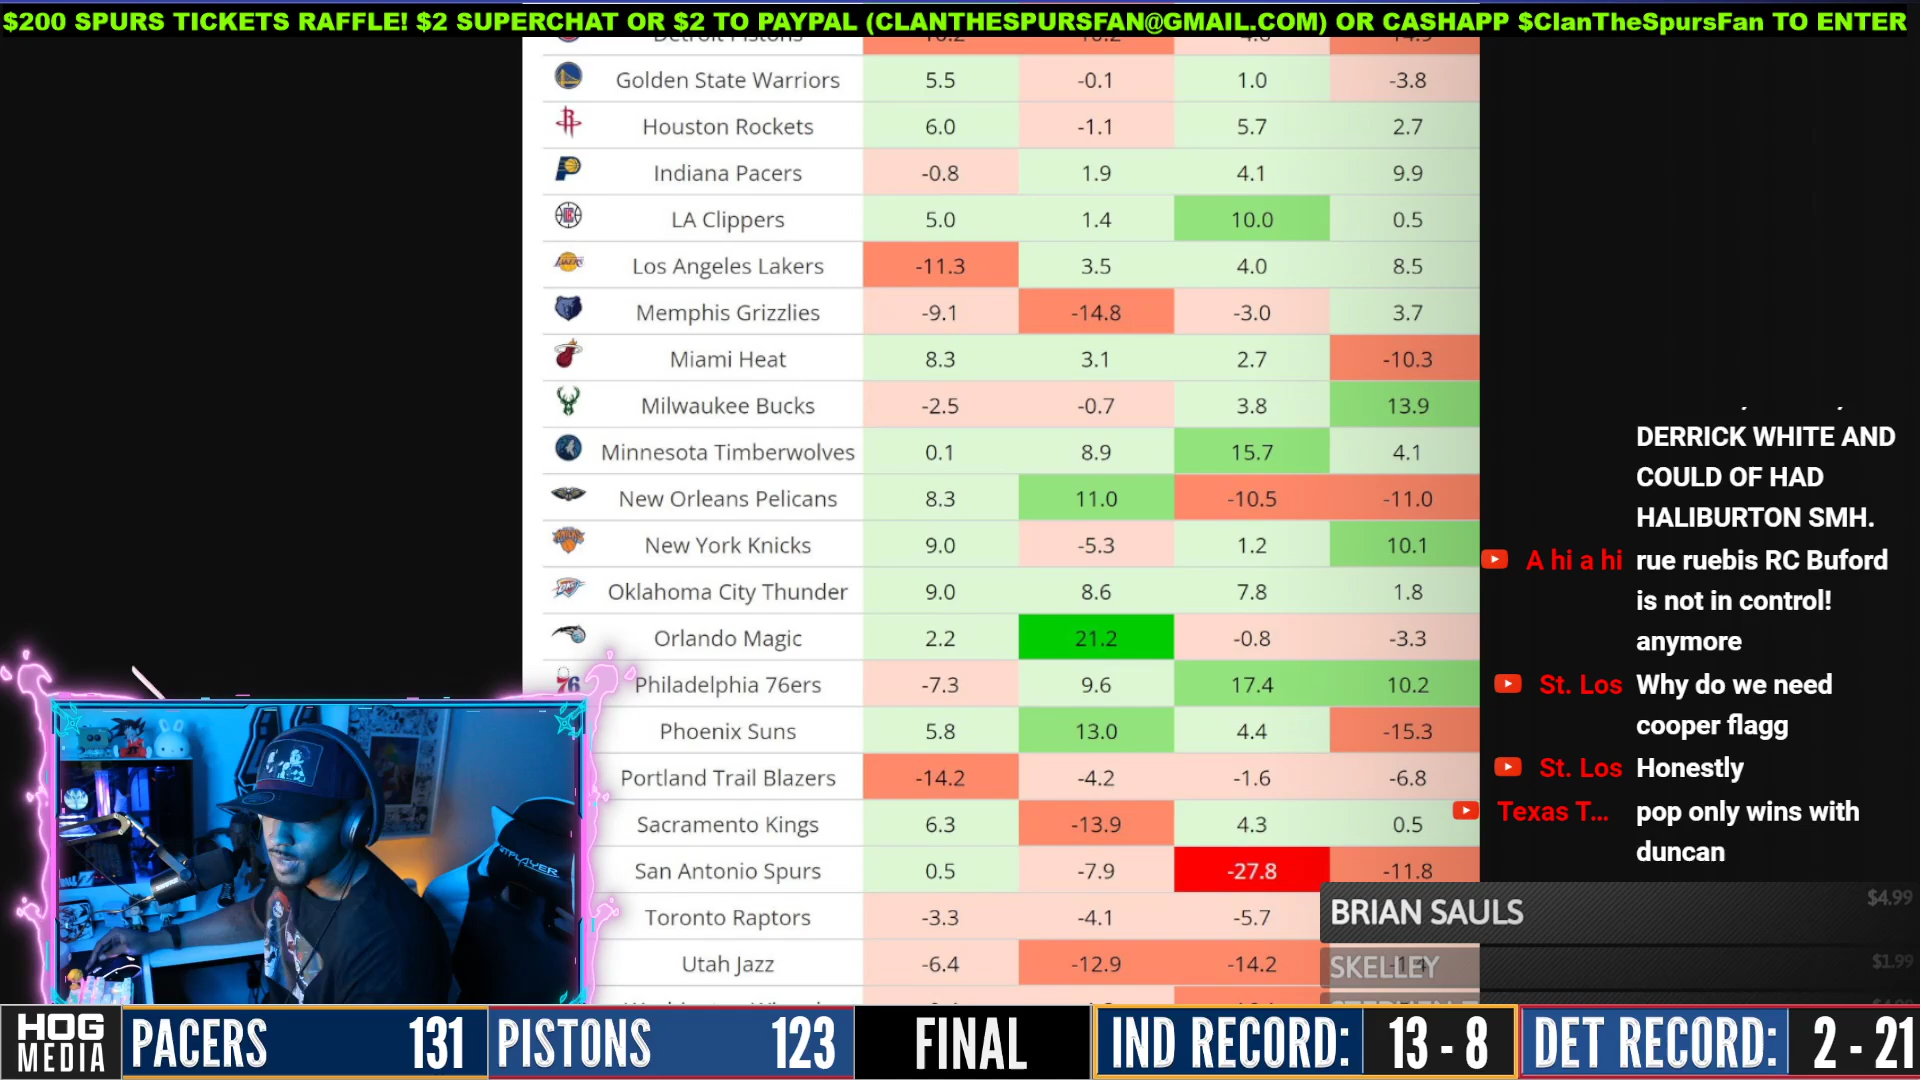 $200 SPURS TICKETS RAFFLE! $2 SUPERCHAT OR $2 TO PAYPAL (CLANTHESPURSFAN@GMAIL.COM) OR CASHAPP $ClanTheSpursFan TO ENTER
Detroit Pistons
Golden State Warriors 5.5 -0.1 1.0 -3.8
Houston Rockets 6.0 -1.1 5.7 2.7
Indiana Pacers -0.8 1.9 4.1 9.9
LA Clippers 5.0 1.4 10.0 0.5
Los Angeles Lakers -11.3 3.5 4.0 8.5
Memphis Grizzlies -9.1 -14.8 -3.0 3.7
Miami Heat 8.3 3.1 2.7 -10.3
Milwaukee Bucks -2.5 -0.7 3.8 13.9
Minnesota Timberwolves 0.1 8.9 15.7 4.1
New Orleans Pelicans 8.3 11.0 -10.5 -11.0
New York Knicks 9.0 -5.3 1.2 10.1
Oklahoma City Thunder 9.0 8.6 7.8 1.8
Orlando Magic 2.2 21.2 -0.8 -3.3
76 Philadelphia 76ers -7.3 9.6 17.4 10.2
Phoenix Suns 5.8 13.0 4.4 -15.3
Portland Trail Blazers -14.2 -4.2 -1.6 -6.8
Sacramento Kings 6.3 -13.9 4.3 0.5
San Antonio Spurs 0.5 -7.9 -27.8 -11.8
Toronto Raptors -3.3 -4.1 -5.7
Utah Jazz -6.4 -12.9 -14.2
DERRICK WHITE AND
COULD OF HAD
HALIBURTON SMH.
A hi a hi rue ruebis RC Buford
is not in control!
anymore
St. Los Why do we need
cooper flagg
St. Los Honestly
Texas T... pop only wins with
duncan
BRIAN SAULS $4.99
SKELLEY $1.99
HOG
MEDIA
PACERS 131 PISTONS 123 FINAL IND RECORD: 13 - 8 DET RECORD: 2 - 21